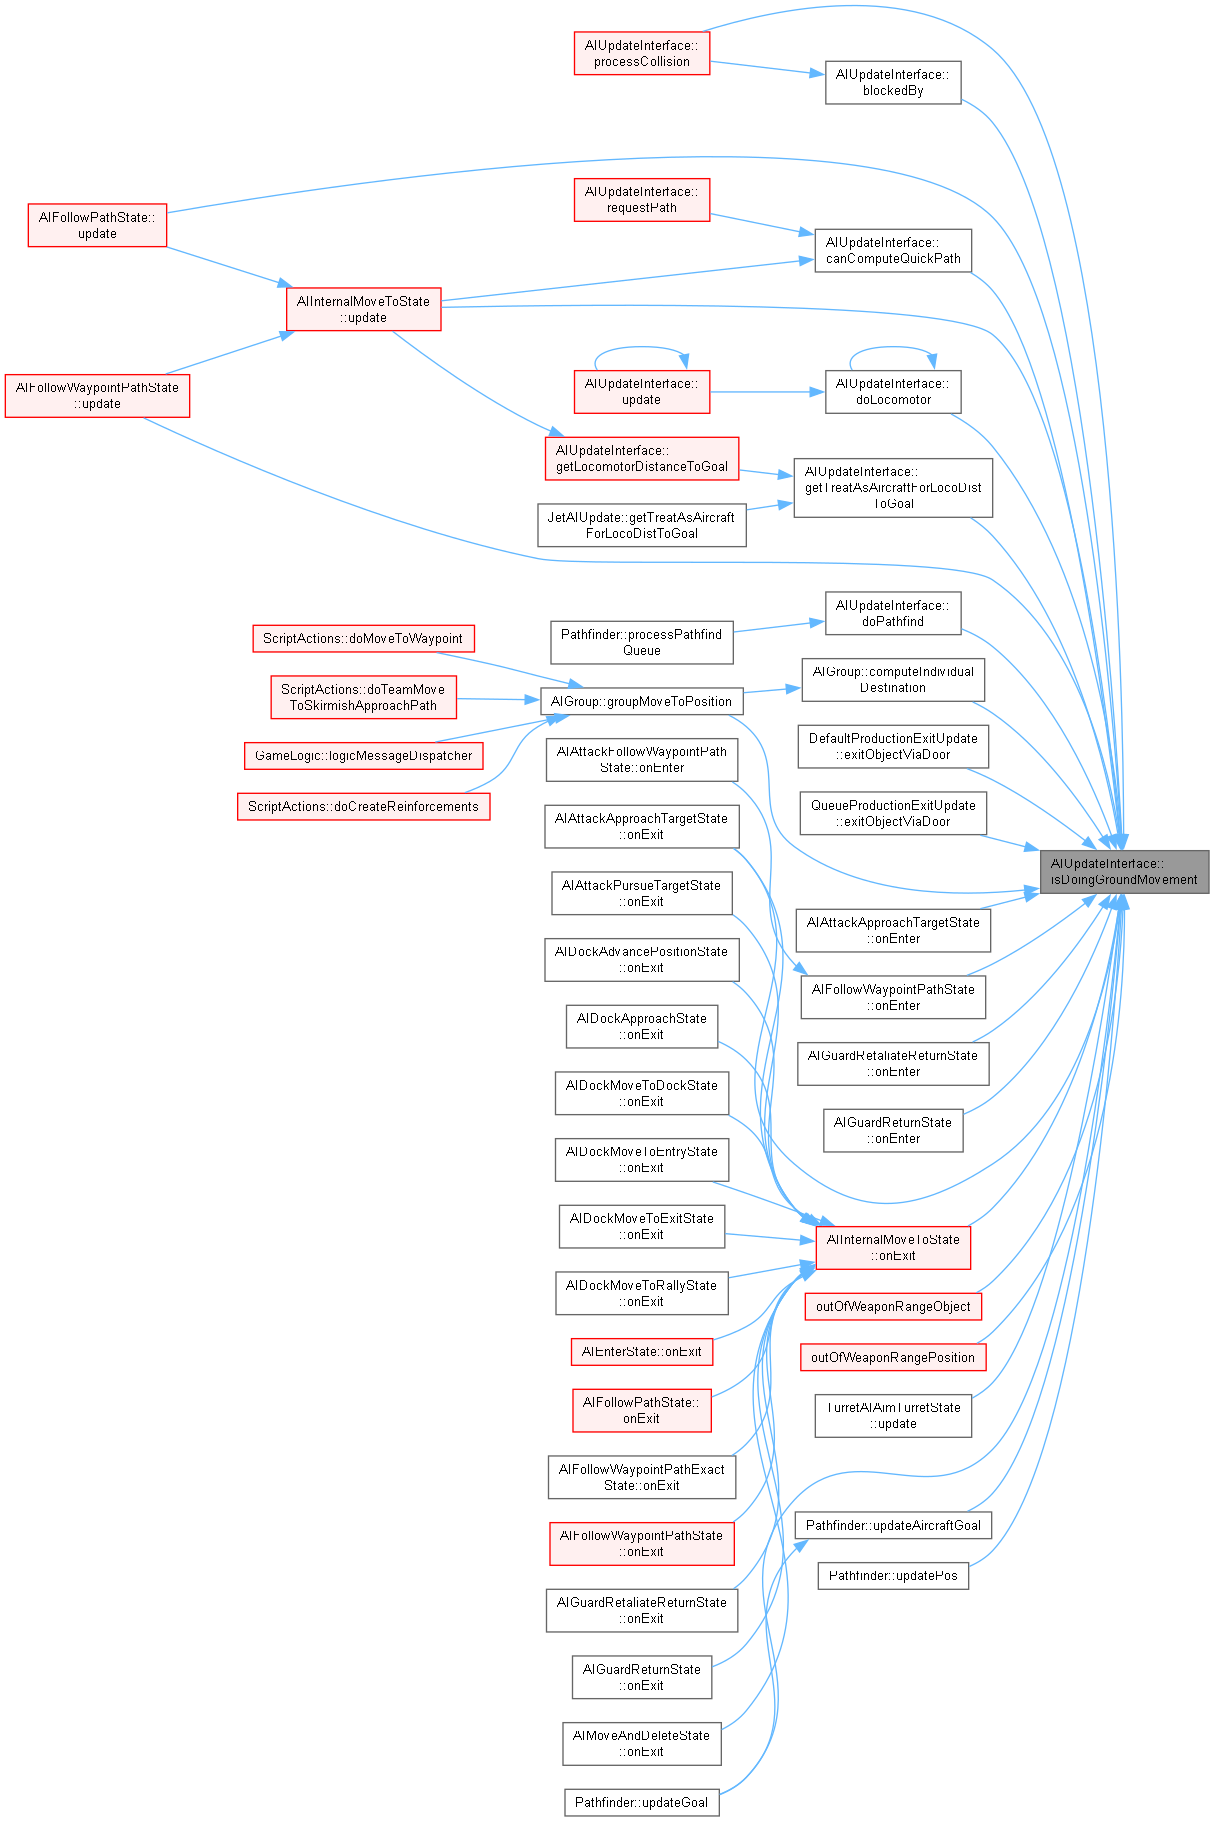 AIUpdateInterface::
processCollision
AIUpdateInterface::
blockedBy
AIUpdateInterface::
requestPath
AIFollowPathState::
update
AIUpdateInterface::
canComputeQuickPath
AIInternalMoveToState
::update
AIUpdateInterface::
update
AIUpdateInterface::
doLocomotor
AIFollowWaypointPathState
::update
AIUpdateInterface::
getLocomotorDistanceToGoal
AIUpdateInterface::
getTreatAsAircraftForLocoDist
ToGoal
JetAIUpdate::getTreatAsAircraft
ForLocoDistToGoal
AIUpdateInterface::
doPathfind
Pathfinder::processPathfind
Queue
ScriptActions::doMoveToWaypoint
AIGroup::computeIndividual
Destination
ScriptActions::doTeamMove
ToSkirmishApproachPath
AIGroup::groupMoveToPosition
DefaultProductionExitUpdate
::exitObjectViaDoor
GameLogic::logicMessageDispatcher
AIAttackFollowWaypointPath
State::onEnter
ScriptActions::doCreateReinforcements
QueueProductionExitUpdate
::exitObjectViaDoor
AIAttackApproachTargetState
::onExit
AIUpdateInterface::
isDoingGroundMovement
AIAttackPursueTargetState
::onExit
AIAttackApproachTargetState
::onEnter
AIDockAdvancePositionState
::onExit
AIFollowWaypointPathState
::onEnter
AIDockApproachState
::onExit
AIGuardRetaliateReturnState
::onEnter
AIDockMoveToDockState
::onExit
AIGuardReturnState
::onEnter
AIDockMoveToEntryState
::onExit
AIDockMoveToExitState
::onExit
AIInternalMoveToState
::onExit
AIDockMoveToRallyState
::onExit
outOfWeaponRangeObject
AIEnterState::onExit
outOfWeaponRangePosition
AIFollowPathState::
onExit
TurretAIAimTurretState
::update
AIFollowWaypointPathExact
State::onExit
Pathfinder::updateAircraftGoal
AIFollowWaypointPathState
::onExit
Pathfinder::updatePos
AIGuardRetaliateReturnState
::onExit
AIGuardReturnState
::onExit
AIMoveAndDeleteState
::onExit
Pathfinder::updateGoal